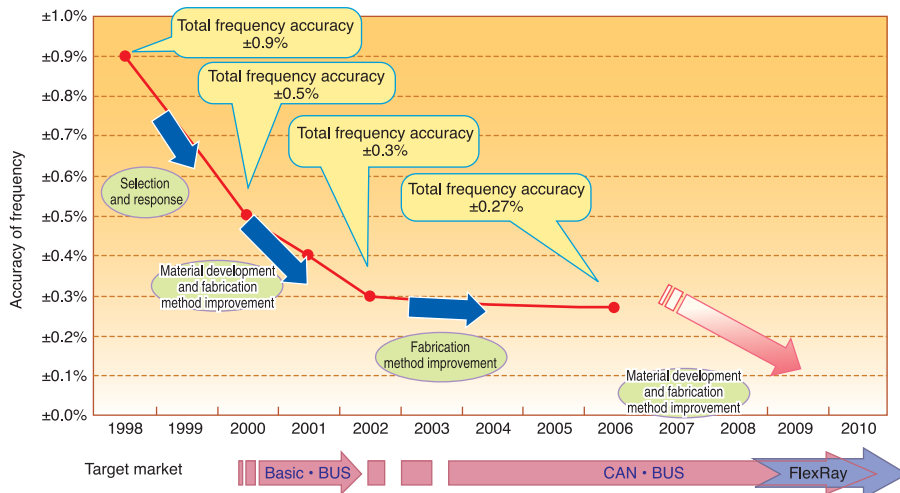 ±1.0%
±0.9%
±0.8%
±0.7%
±0.6%
±0.5%
±0.4%
±0.3%
±0.2%
±0.1%
±0.0%
Accuracy of frequency
Total frequency accuracy
±0.9%
Total frequency accuracy
±0.5%
Total frequency accuracy
±0.3%
Total frequency accuracy
±0.27%
Selection
and response
Material development
and fabrication
method improvement
Fabrication
method improvement
Material development
and fabrication
method improvement
1998 1999 2000 2001 2002 2003 2004 2005 2006 2007 2008 2009 2010
Target market
Basic・BUS
CAN・BUS
FlexRay